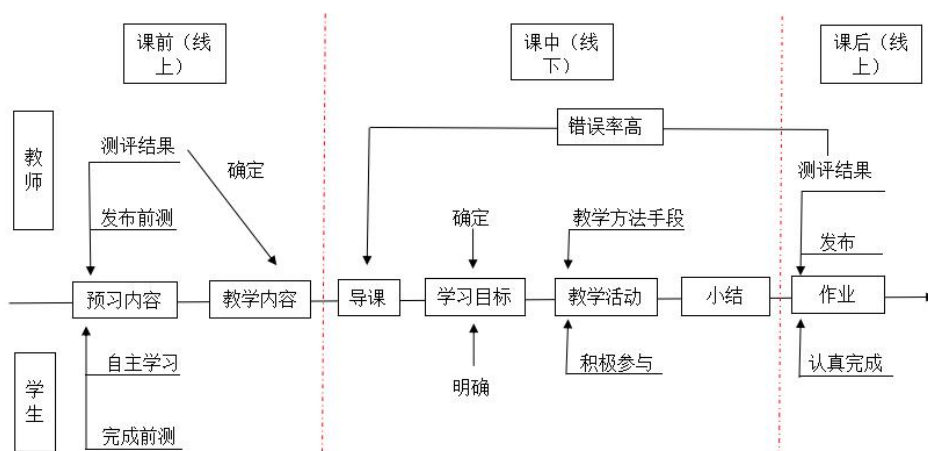 课前（线
上）
课中（线
下）
课后（线
上）
教
师
错误率高
测评结果
确定
测评结果
发布前测
确定
教学方法手段
发布
预习内容
教学内容
导课
学习目标
教学活动
小结
作业
自主学习
积极参与
认真完成
明确
学
生
完成前测